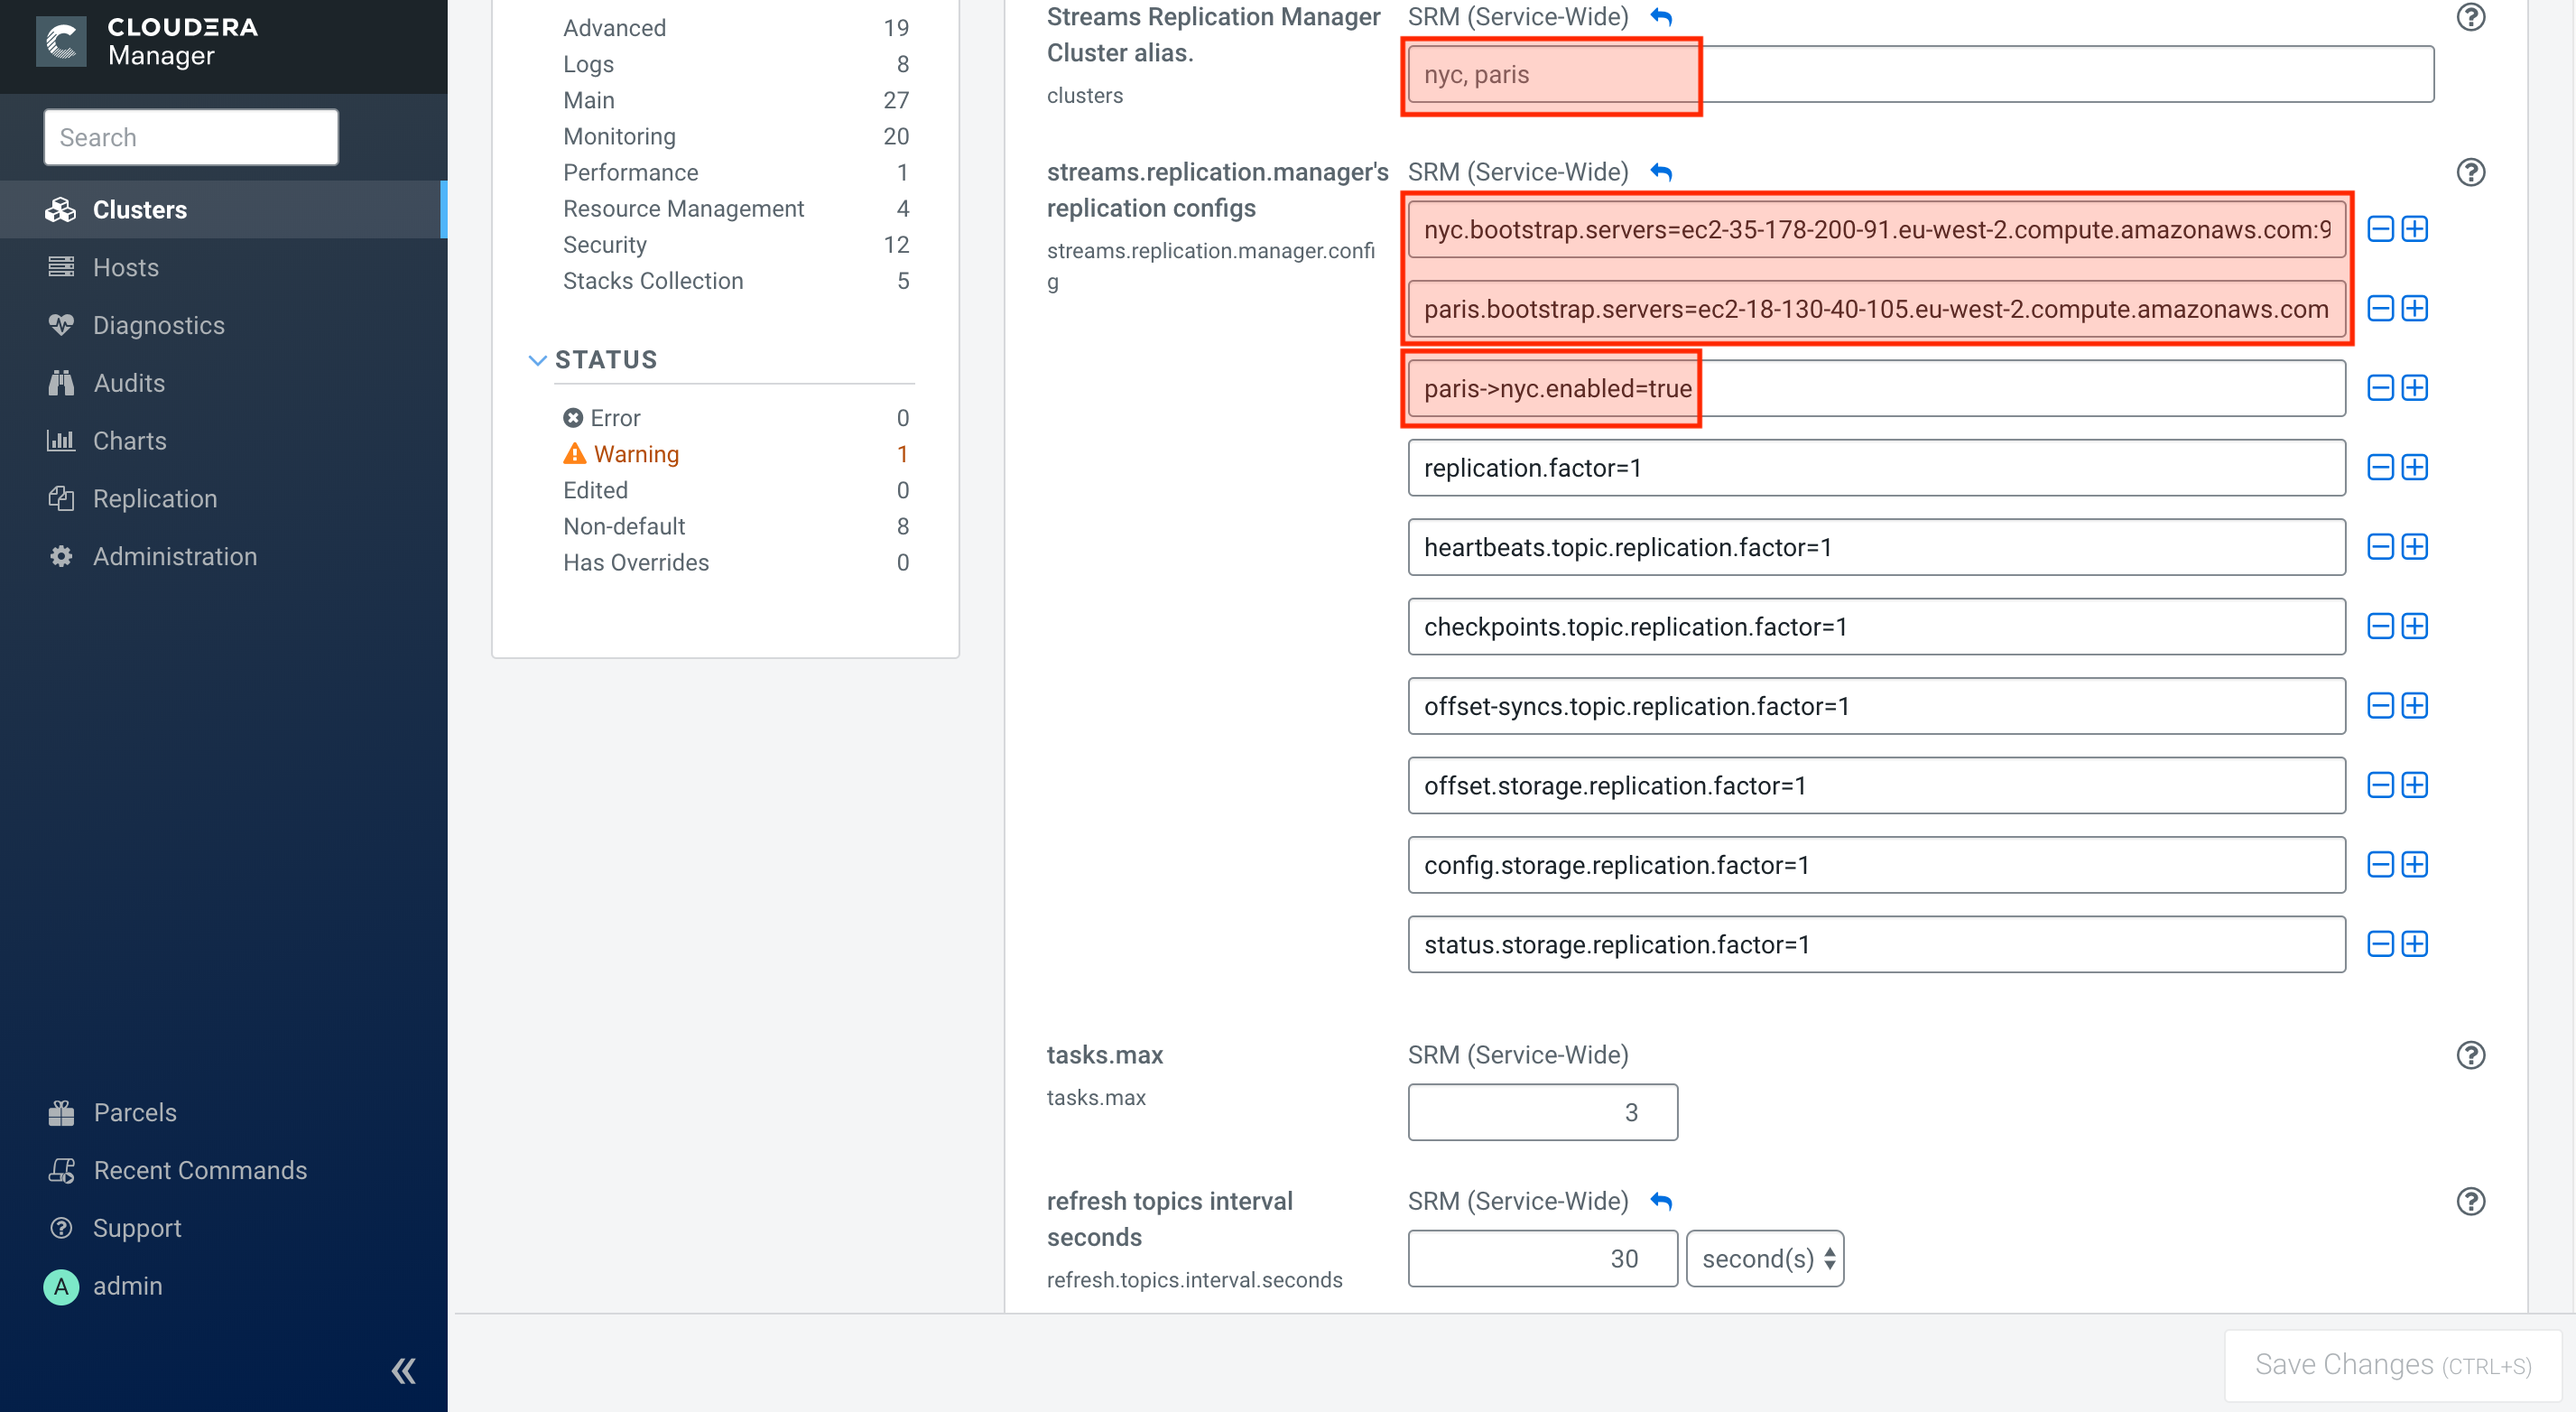 CLOUDERA
Manager
Search
Clusters
Hosts
Diagnostics
Audits
Charts
Replication
Administration
Parcels
Recent Commands
Support
A admin
Advanced 19
Logs 8
Main 27
Monitoring 20
Performance 1
Resource Management 4
Security 12
Stacks Collection 5
STATUS
Error 0
Warning 1
Edited 0
Non-default 8
Has Overrides 0
Streams Replication Manager
Cluster alias.
clusters
SRM (Service-Wide)
nyc, paris
streams.replication.manager's
replication configs
streams.replication.manager.confi
g
SRM (Service-Wide)
nyc.bootstrap.servers=ec2-35-178-200-91.eu-west-2.compute.amazonaws.com:9
paris.bootstrap.servers=ec2-18-130-40-105.eu-west-2.compute.amazonaws.com
paris->nyc.enabled=true
replication.factor=1
heartbeats.topic.replication.factor=1
checkpoints.topic.replication.factor=1
offset-syncs.topic.replication.factor=1
offset.storage.replication.factor=1
config.storage.replication.factor=1
status.storage.replication.factor=1
tasks.max
tasks.max
SRM (Service-Wide)
3
refresh topics interval
seconds
refresh.topics.interval.seconds
SRM (Service-Wide)
30 second(s)
Save Changes (CTRL+S)